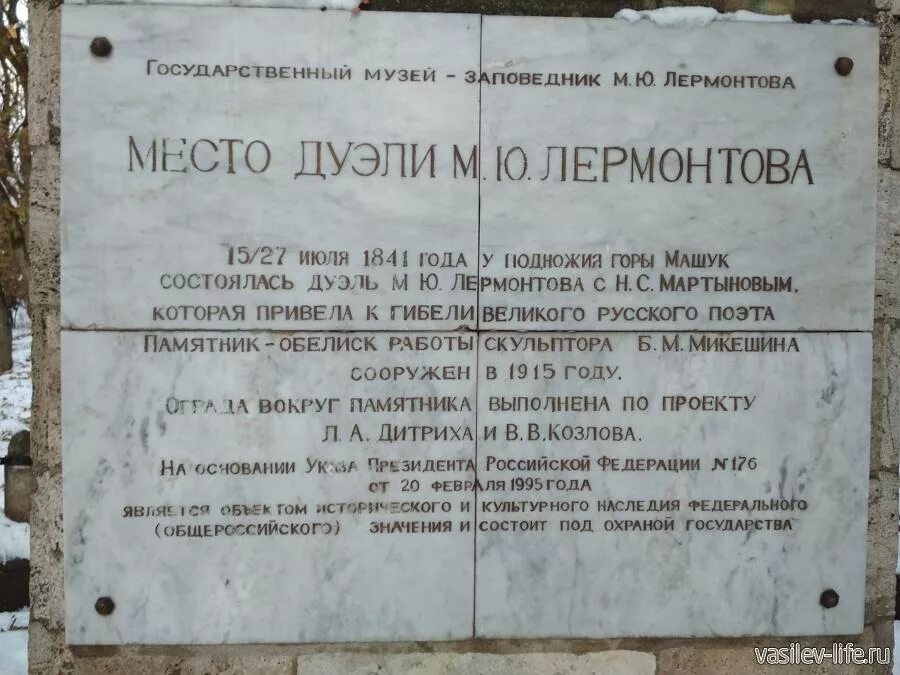 Государственный музей - заповедник М.Ю. Лермонтова
Место дуэли М.Ю. Лермонтова
15/27 июля 1841 года у подножия горы Машук
состоялась дуэль М Ю. Лермонтова с Н.С. Мартыновым,
которая привела к гибели великого русского поэта
Памятник - обелиск работы скульптора Б.М. Микешина
сооружен в 1915 году.
Ограда вокруг памятника выполнена по проекту
Л.А. Дитриха и В.В. Козлова.
На основании Указа Президента Российской Федерации №176
от 20 февраля 1995 года
является объектом исторического и культурного наследия федерального
(общероссийского) значения и состоит под охраной государства
vasilev-life.ru